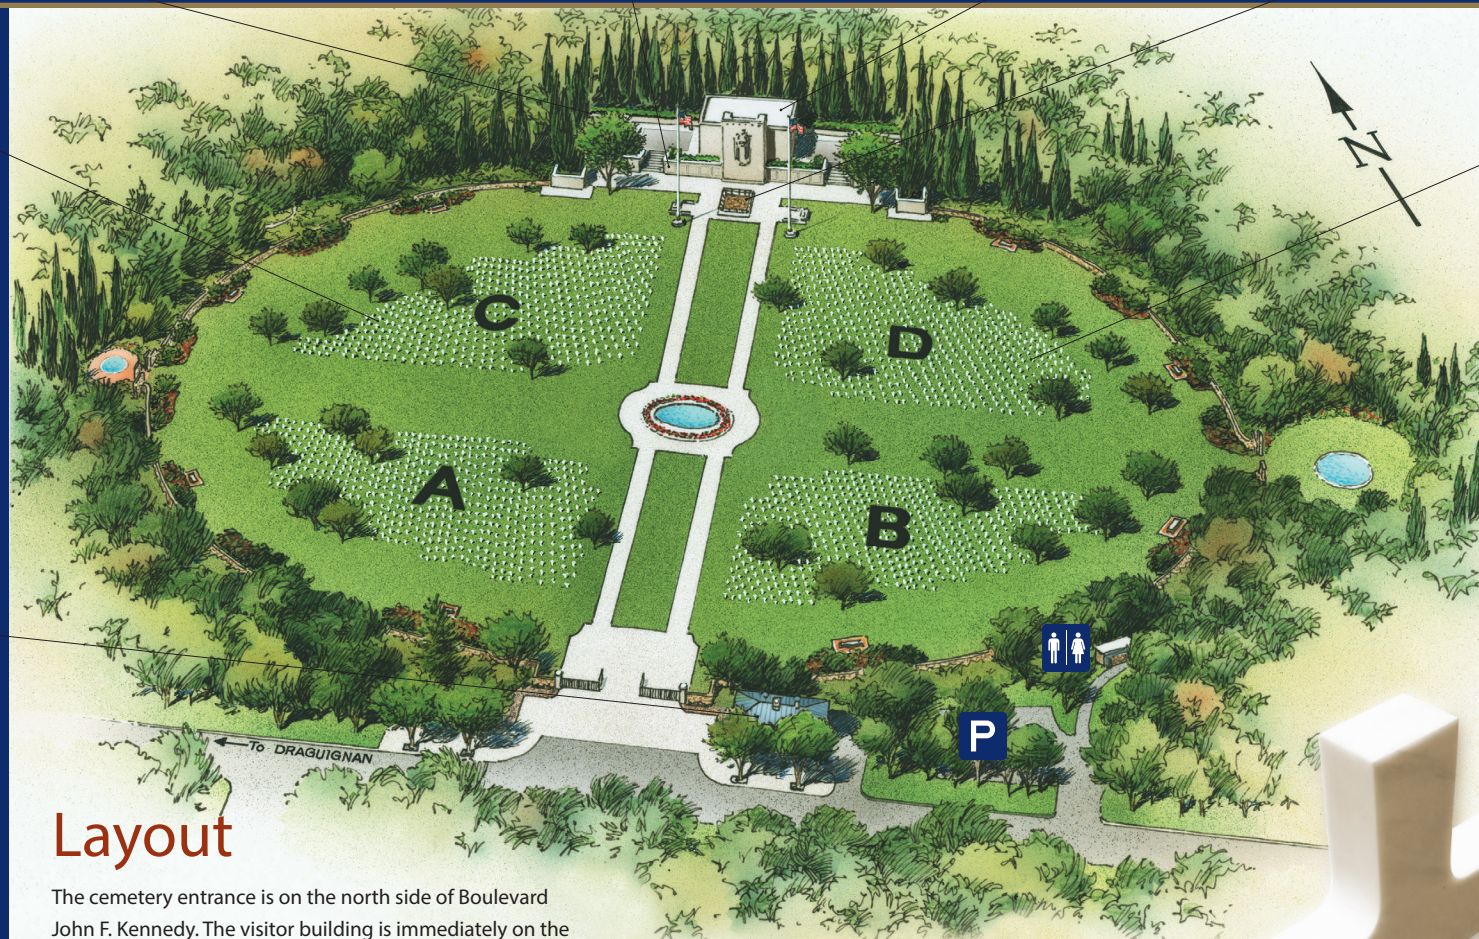 N
C
D
A
B
P
To DRAGUIGNAN
Layout
The cemetery entrance is on the north side of Boulevard
John F. Kennedy. The visitor building is immediately on the